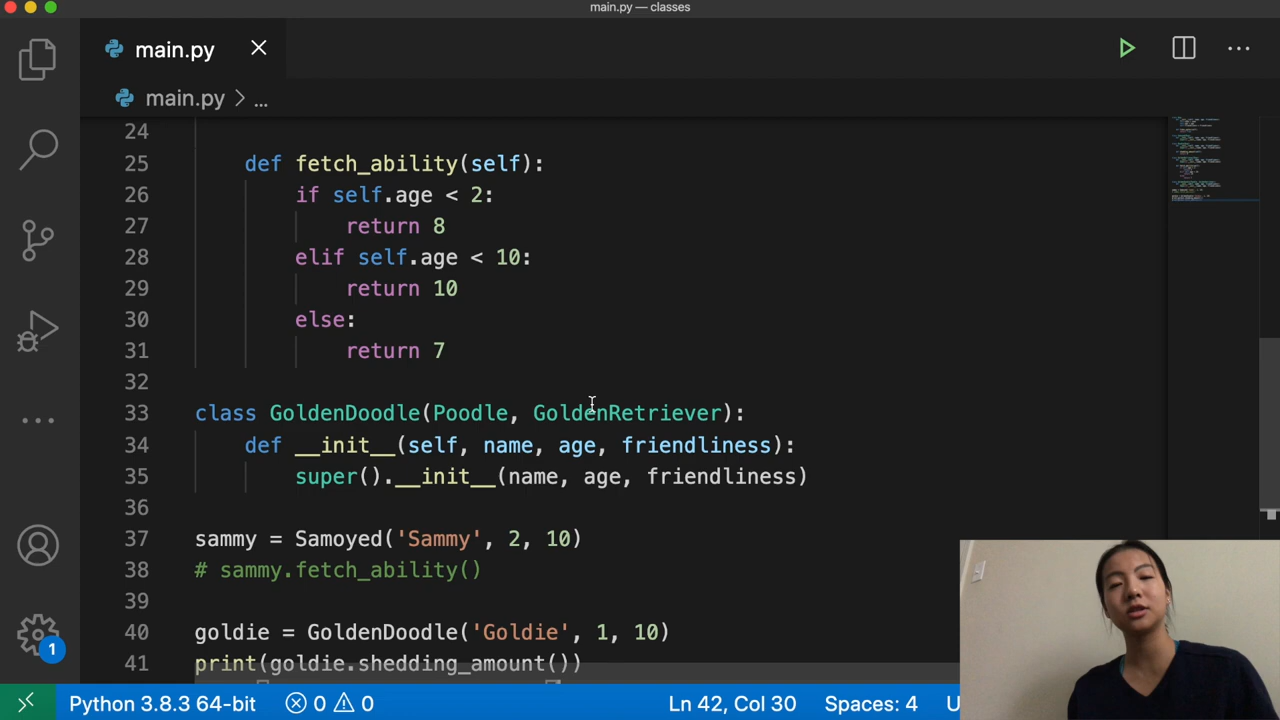 main.py — classes
main.py
main.py > ...
24
25 def fetch_ability(self):
26 if self.age < 2:
27 return 8
28 elif self.age < 10:
29 return 10
30 else:
31 return 7
32
33 class GoldenDoodle(Poodle, GoldenRetriever):
34 def __init__(self, name, age, friendliness):
35 super().__init__(name, age, friendliness)
36
37 sammy = Samoyed('Sammy', 2, 10)
38 # sammy.fetch_ability()
39
40 goldie = GoldenDoodle('Goldie', 1, 10)
41 print(goldie.shedding_amount())
1
Python 3.8.3 64-bit
0
0
Ln 42, Col 30
Spaces: 4